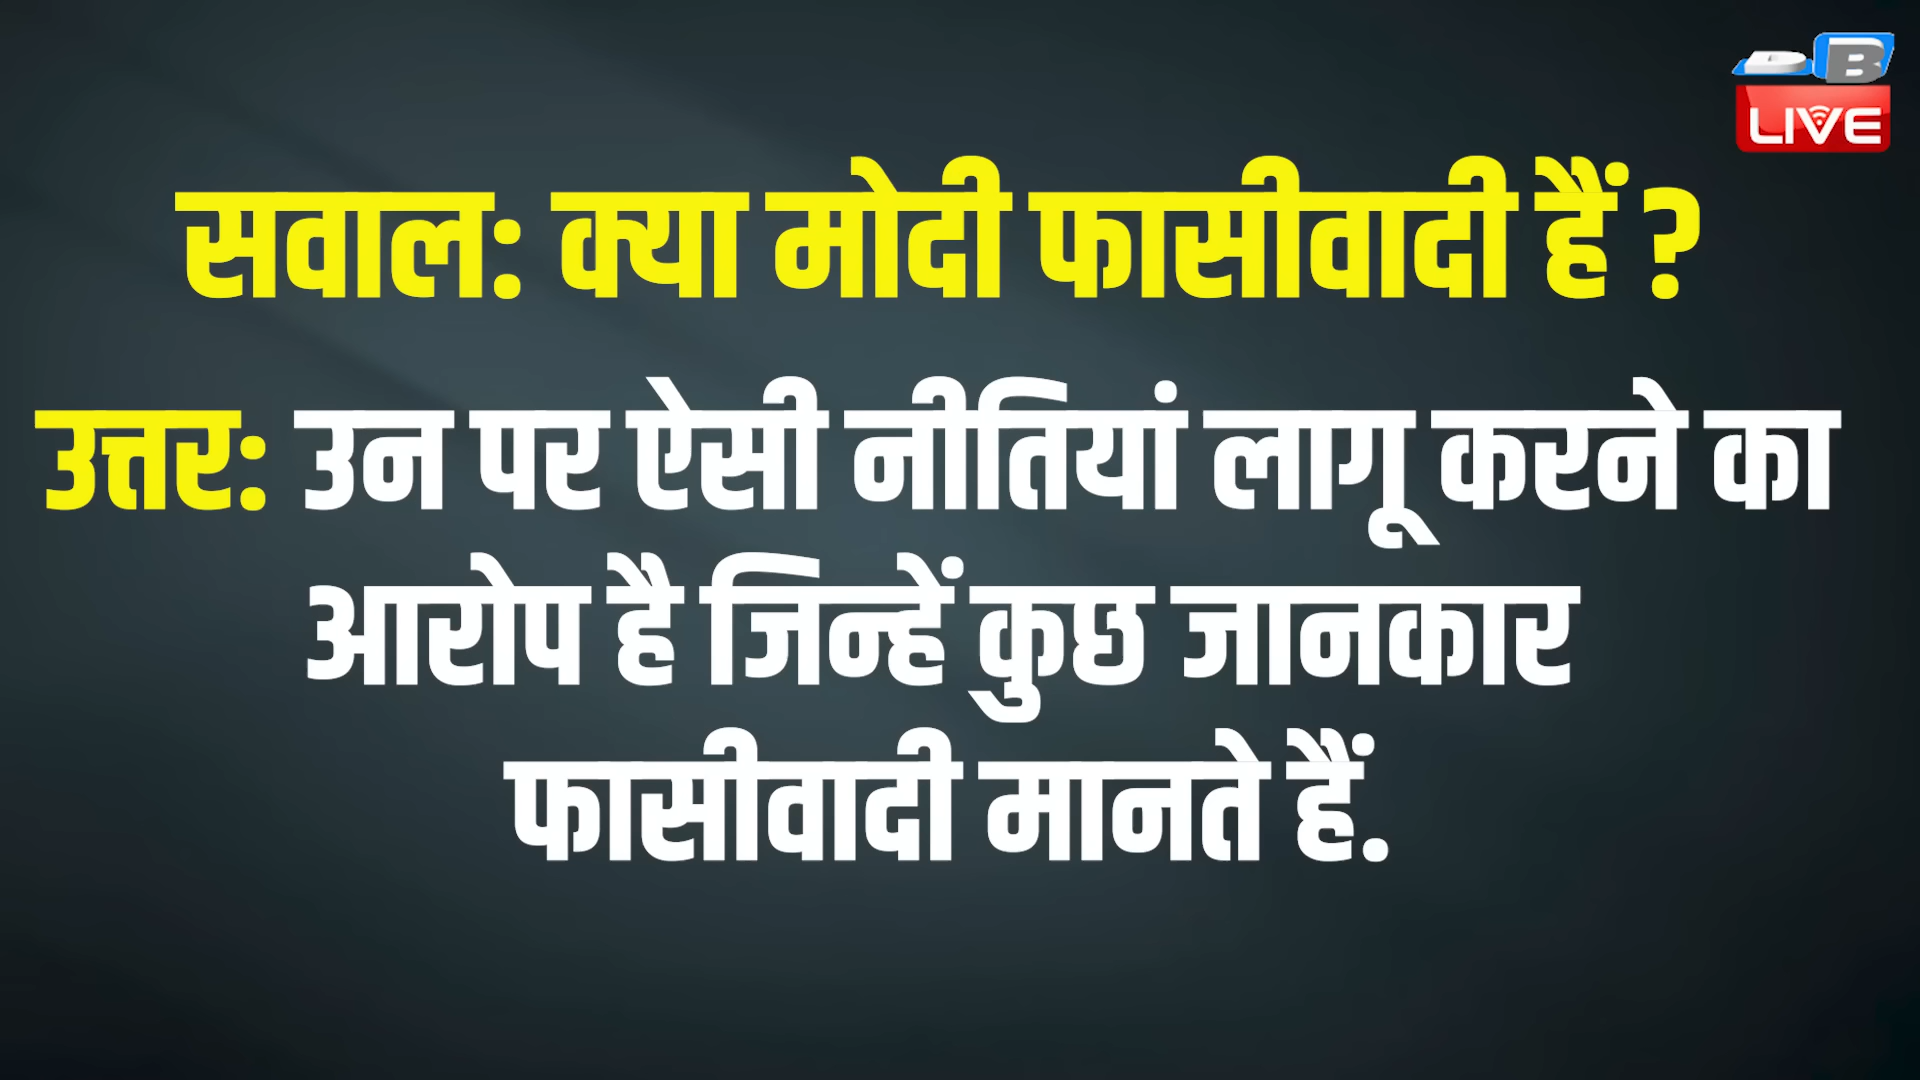 DB
LIVE
सवाल: क्या मोदी फासीवादी हैं ?
उत्तर: उन पर ऐसी नीतियां लागू करने का
आरोप है जिन्हें कुछ जानकार
फासीवादी मानते हैं.